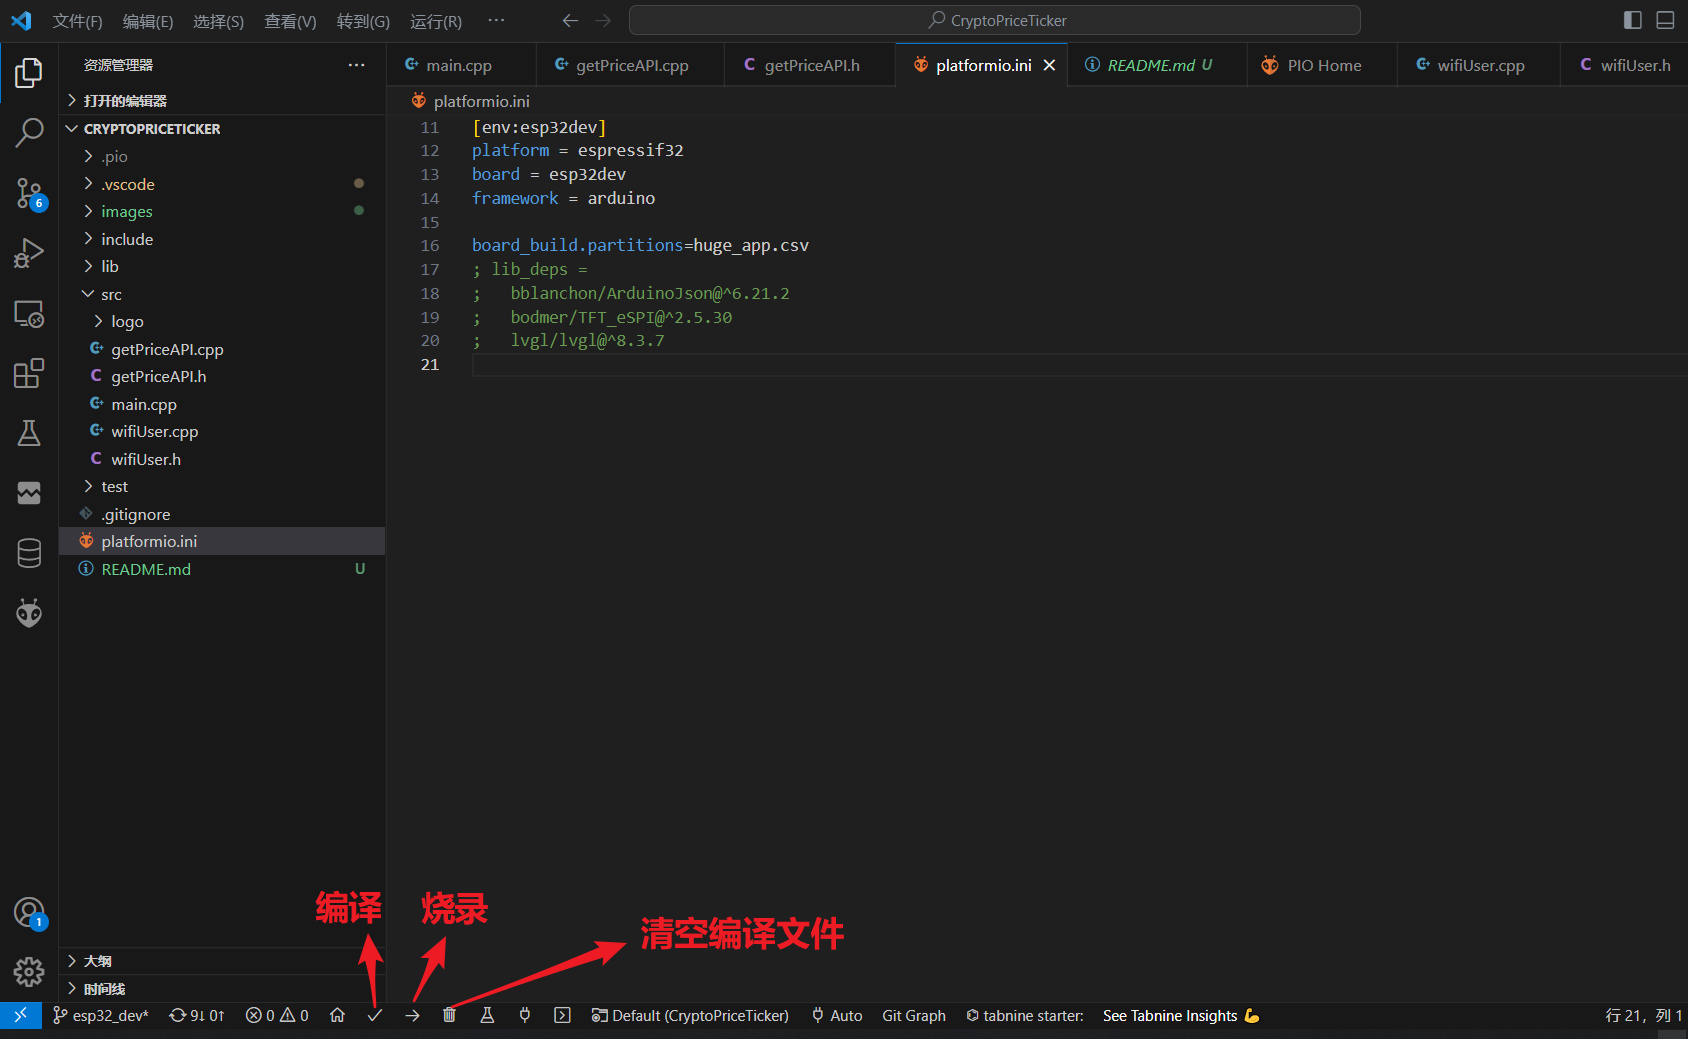 文件(F) 编辑(E) 选择(S) 查看(V) 转到(G) 运行(R) ··· CryptoPriceTicker
资源管理器 ···
打开的编辑器
CRYPTOPRICETICKER
.pio
.vscode
images
include
lib
src
logo
getPriceAPI.cpp
getPriceAPI.h
main.cpp
wifiUser.cpp
wifiUser.h
test
.gitignore
platformio.ini
README.md U
大纲
时间线
6
1
main.cpp getPriceAPI.cpp getPriceAPI.h platformio.ini README.md U PIO Home wifiUser.cpp wifiUser.h
platformio.ini
11 [env:esp32dev]
12 platform = espressif32
13 board = esp32dev
14 framework = arduino
15
16 board_build.partitions=huge_app.csv
17 ; lib_deps =
18 ;   bblanchon/ArduinoJson@^6.21.2
19 ;   bodmer/TFT_eSPI@^2.5.30
20 ;   lvgl/lvgl@^8.3.7
21
编译
烧录
清空编译文件
esp32_dev* 9↓ 0↑ 0 0 Default (CryptoPriceTicker) Auto Git Graph tabnine starter: See Tabnine Insights 💪 行 21，列 1